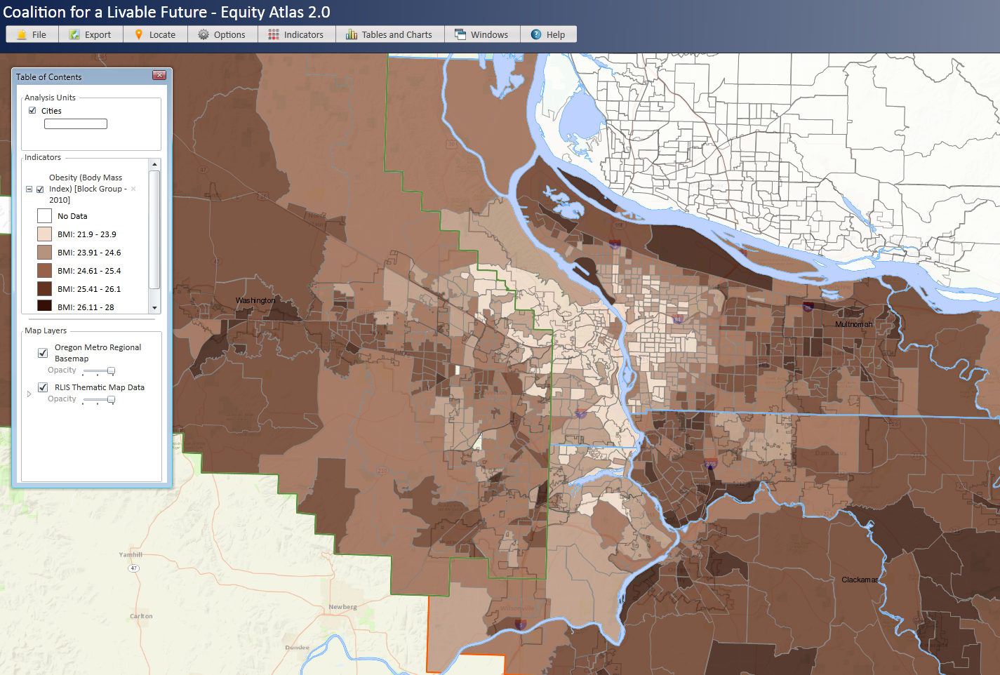 Coalition for a Livable Future - Equity Atlas 2.0
File Export Locate Options Indicators Tables and Charts Windows Help
Table of Contents
Analysis Units
Cities
Indicators
Obesity (Body Mass
Index) [Block Group -
2010]
No Data
BMI: 21.9 - 23.9
BMI: 23.91 - 24.6
BMI: 24.61 - 25.4
BMI: 25.41 - 26.1
BMI: 26.11 - 28
Map Layers
Oregon Metro Regional
Basemap
Opacity
RLIS Thematic Map Data
Opacity
Washington
Multnomah
Clackamas
Yamhill
47
Newberg
Carlton
Dundee
Wilsonville
210